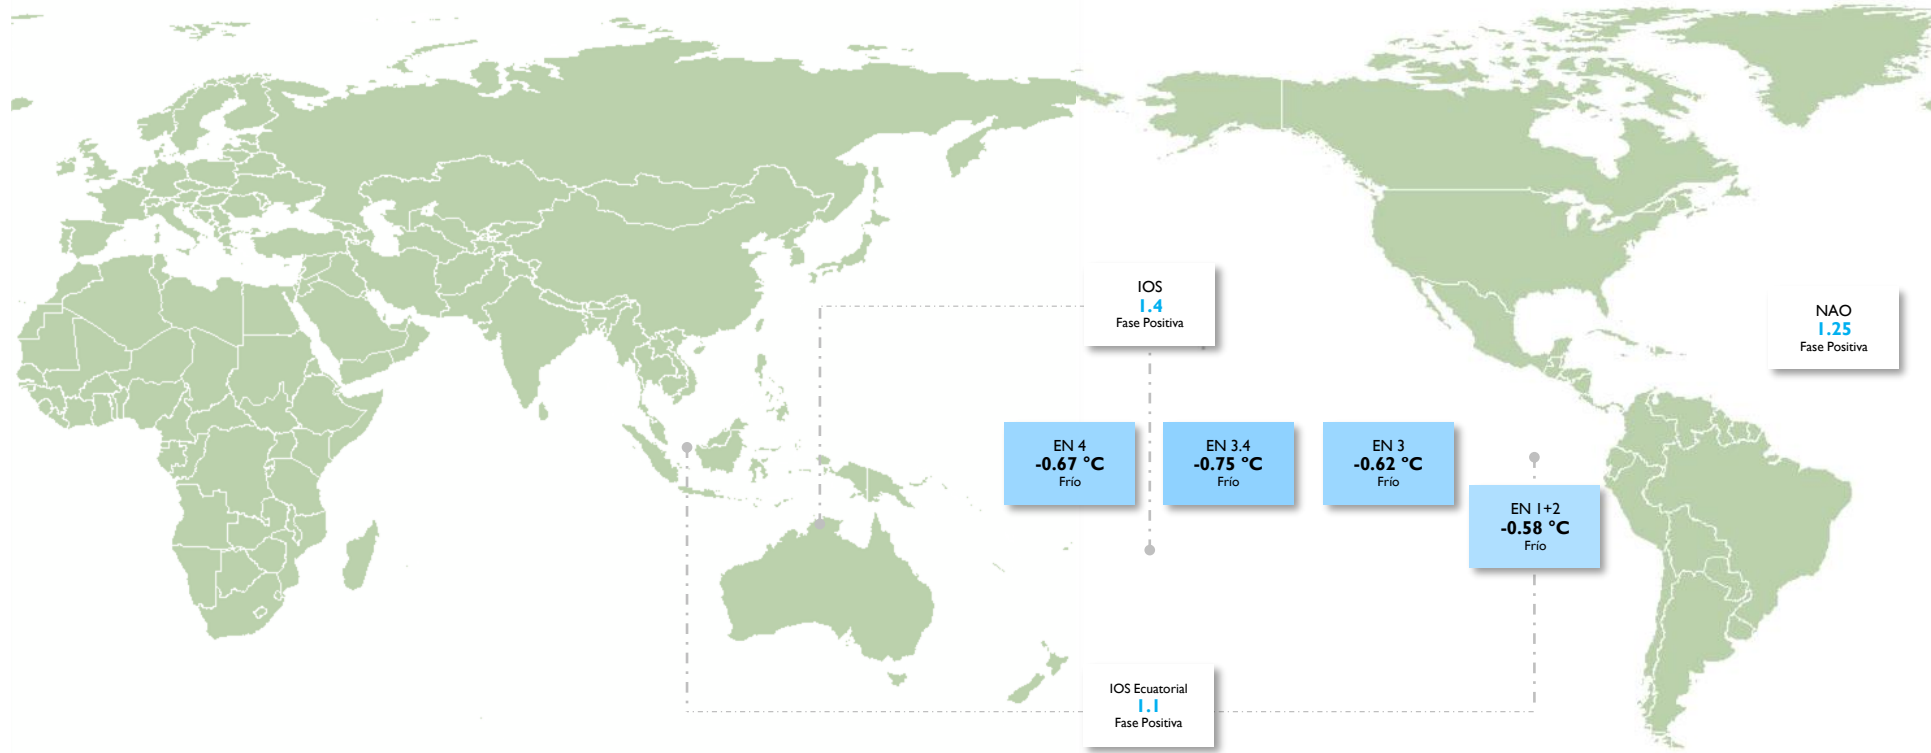 IOS
1.4
Fase Positiva
NAO
1.25
Fase Positiva
EN 4
-0.67 °C
Frío
EN 3.4
-0.75 °C
Frío
EN 3
-0.62 °C
Frío
EN 1+2
-0.58 °C
Frío
IOS Ecuatorial
1.1
Fase Positiva